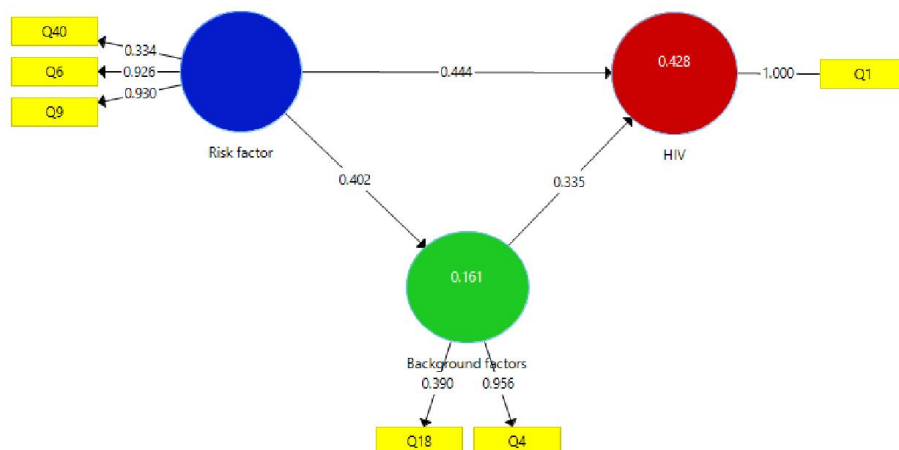 Q40
0.334
Q6
0.926
Q9
0.930
Risk factor
0.444
0.428
HIV
1.000
Q1
0.402
0.335
0.161
Background factors
0.390
0.956
Q18
Q4